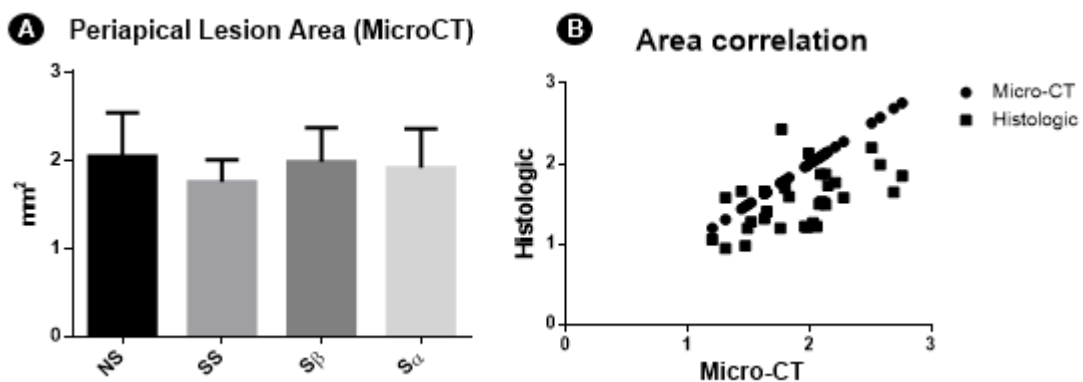 A Periapical Lesion Area (MicroCT)
3
2
1
0
mm²
NS SS Sβ Sα
B Area correlation
3
2
1
0
Histologic
0 1 2 3
Micro-CT
Micro-CT
Histologic